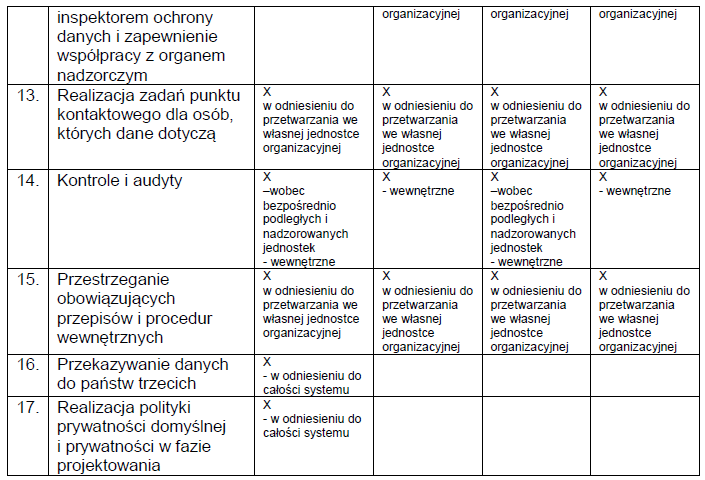 inspektorem ochrony
danych i zapewnienie
współpracy z organem
nadzorczym
organizacyjnej
organizacyjnej
organizacyjnej
13.
Realizacja zadań punktu
kontaktowego dla osób,
których dane dotyczą
X
w odniesieniu do
przetwarzania we
własnej jednostce
organizacyjnej
X
w odniesieniu do
przetwarzania
we własnej
jednostce
organizacyjnej
X
w odniesieniu do
przetwarzania
we własnej
jednostce
organizacyjnej
X
w odniesieniu do
przetwarzania
we własnej
jednostce
organizacyjnej
14.
Kontrole i audyty
X
–wobec
bezpośrednio
podległych i
nadzorowanych
jednostek
- wewnętrzne
X
- wewnętrzne
X
–wobec
bezpośrednio
podległych i
nadzorowanych
jednostek
- wewnętrzne
X
- wewnętrzne
15.
Przestrzeganie
obowiązujących
przepisów i procedur
wewnętrznych
X
w odniesieniu do
przetwarzania we
własnej jednostce
organizacyjnej
X
w odniesieniu do
przetwarzania
we własnej
jednostce
organizacyjnej
X
w odniesieniu do
przetwarzania
we własnej
jednostce
organizacyjnej
X
w odniesieniu do
przetwarzania
we własnej
jednostce
organizacyjnej
16.
Przekazywanie danych
do państw trzecich
X
- w odniesieniu do
całości systemu
17.
Realizacja polityki
prywatności domyślnej
i prywatności w fazie
projektowania
X
- w odniesieniu do
całości systemu